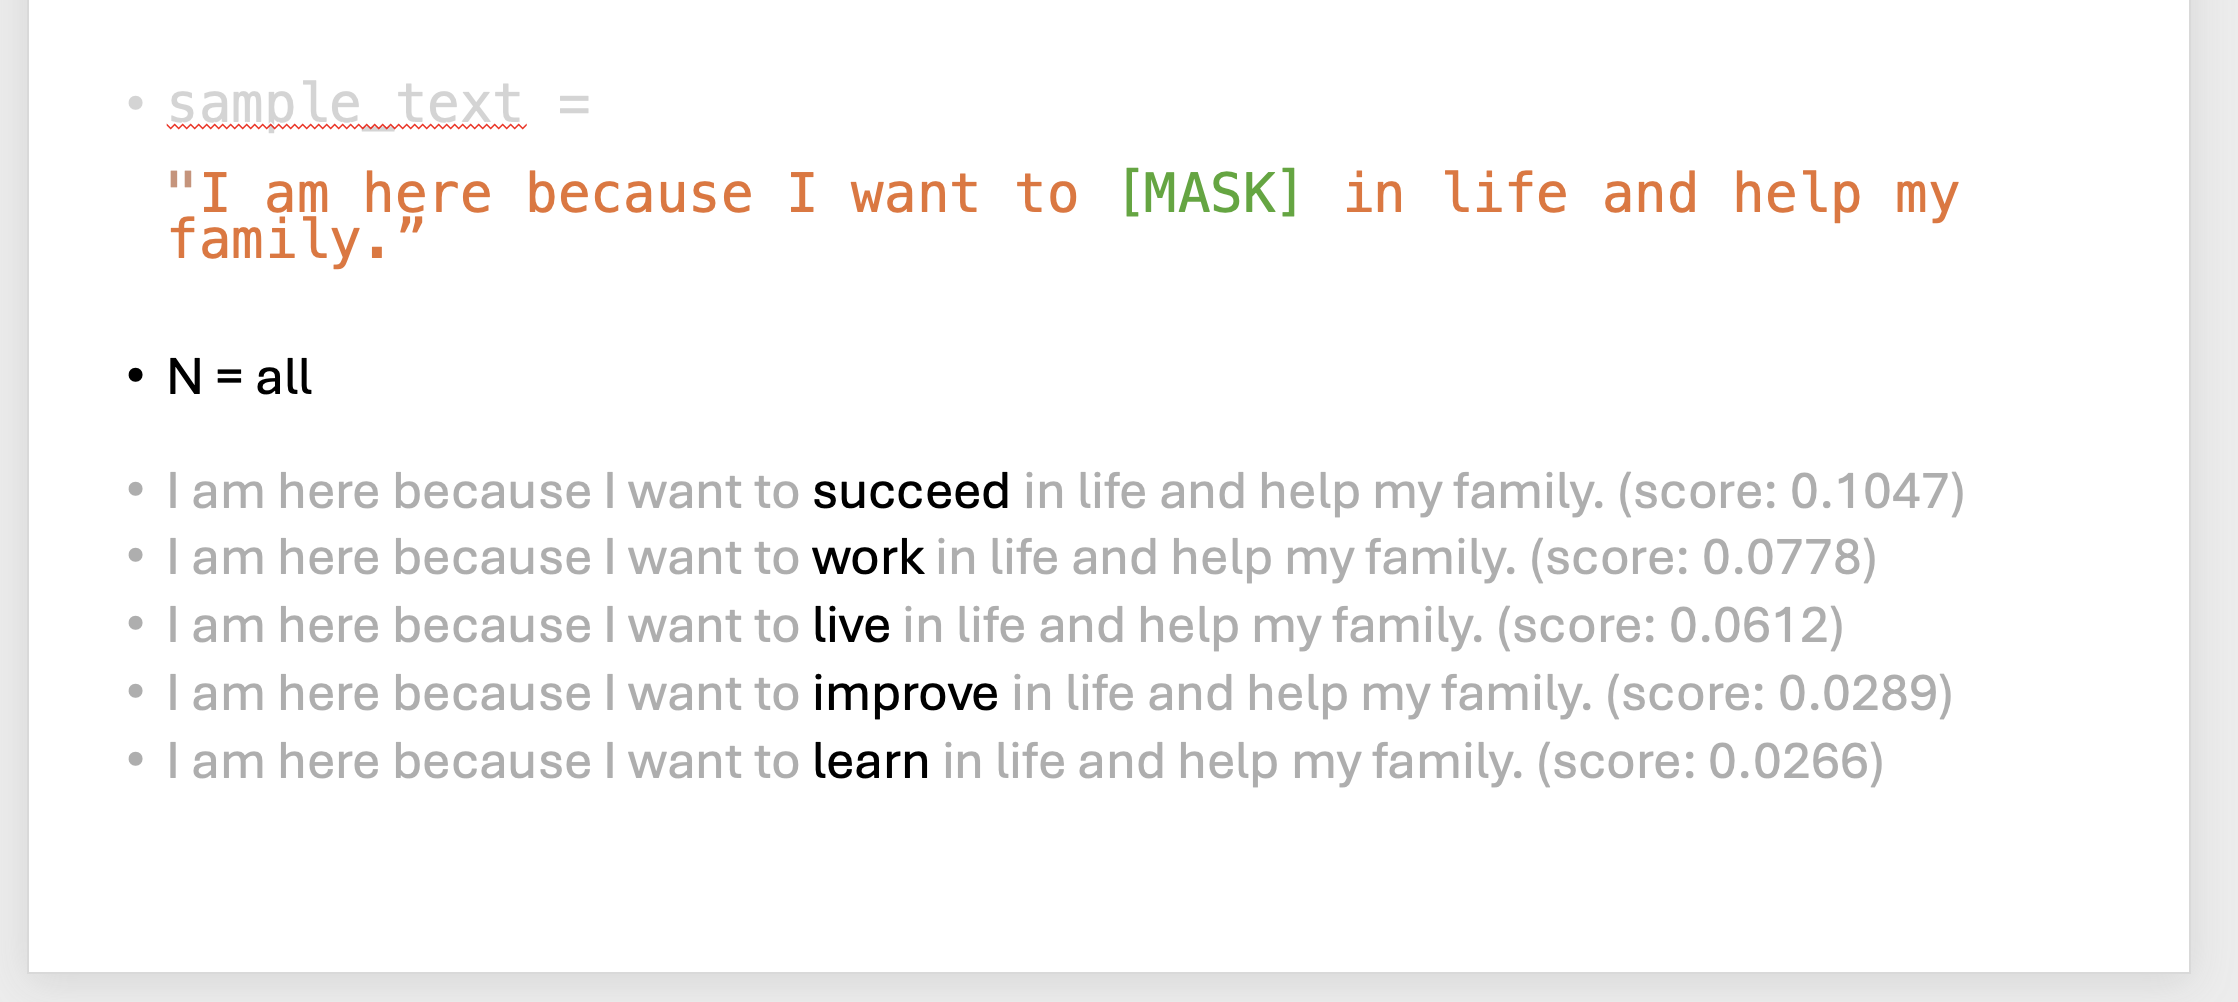 • sample_text =
"I am here because I want to [MASK] in life and help my
family.”
• N = all
• I am here because I want to succeed in life and help my family. (score: 0.1047)
• I am here because I want to work in life and help my family. (score: 0.0778)
• I am here because I want to live in life and help my family. (score: 0.0612)
• I am here because I want to improve in life and help my family. (score: 0.0289)
• I am here because I want to learn in life and help my family. (score: 0.0266)